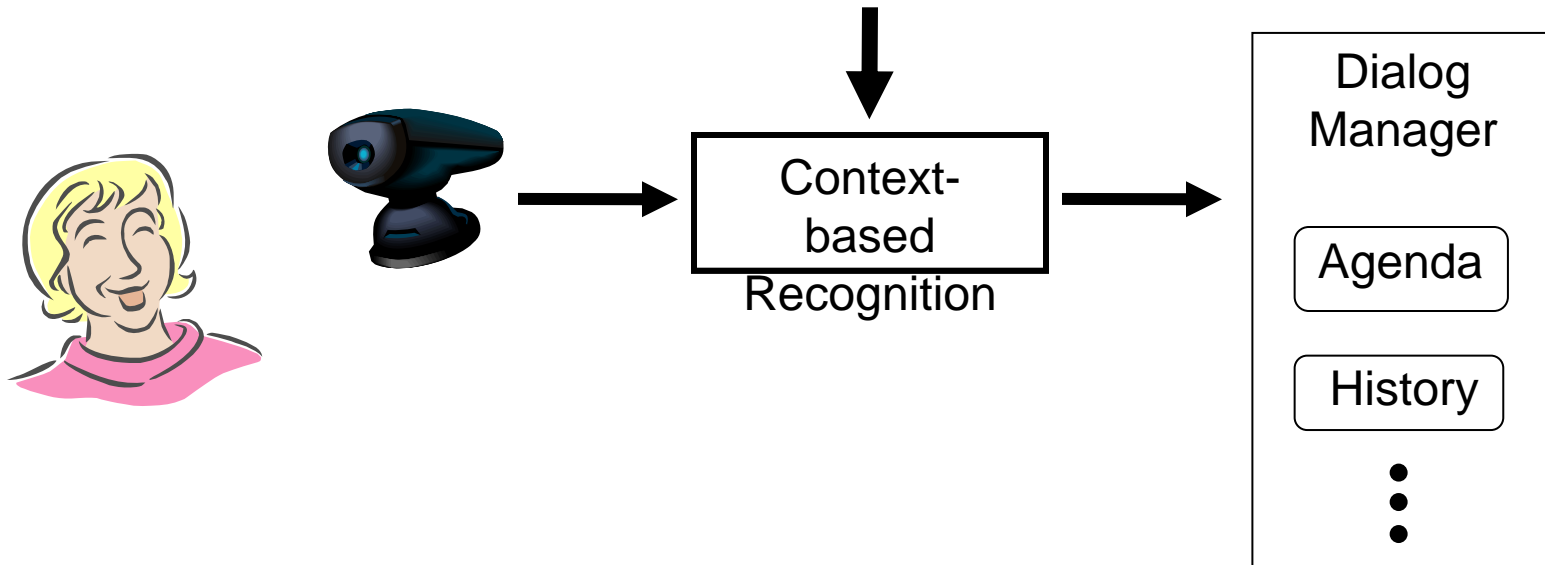 Context-
based
Recognition
Dialog
Manager
Agenda
History